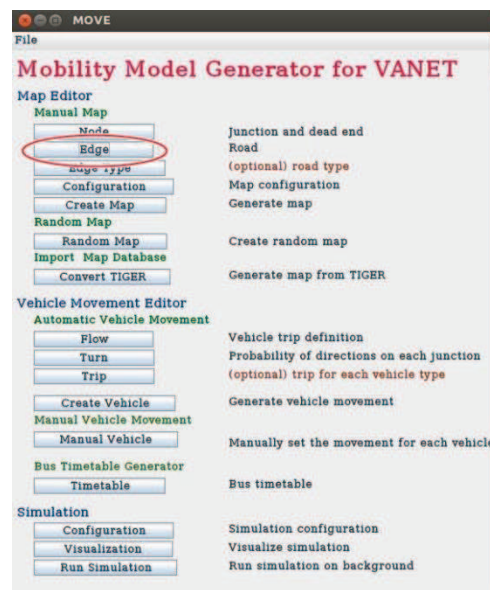 MOVE
File
Mobility Model Generator for VANET
Map Editor
Manual Map
Node Junction and dead end
Edge Road
Edge Type (optional) road type
Configuration Map configuration
Create Map Generate map
Random Map
Random Map Create random map
Import Map Database
Convert TIGER Generate map from TIGER
Vehicle Movement Editor
Automatic Vehicle Movement
Flow Vehicle trip definition
Turn Probability of directions on each junction
Trip (optional) trip for each vehicle type
Create Vehicle Generate vehicle movement
Manual Vehicle Movement
Manual Vehicle Manually set the movement for each vehicle
Bus Timetable Generator
Timetable Bus timetable
Simulation
Configuration Simulation configuration
Visualization Visualize simulation
Run Simulation Run simulation on background